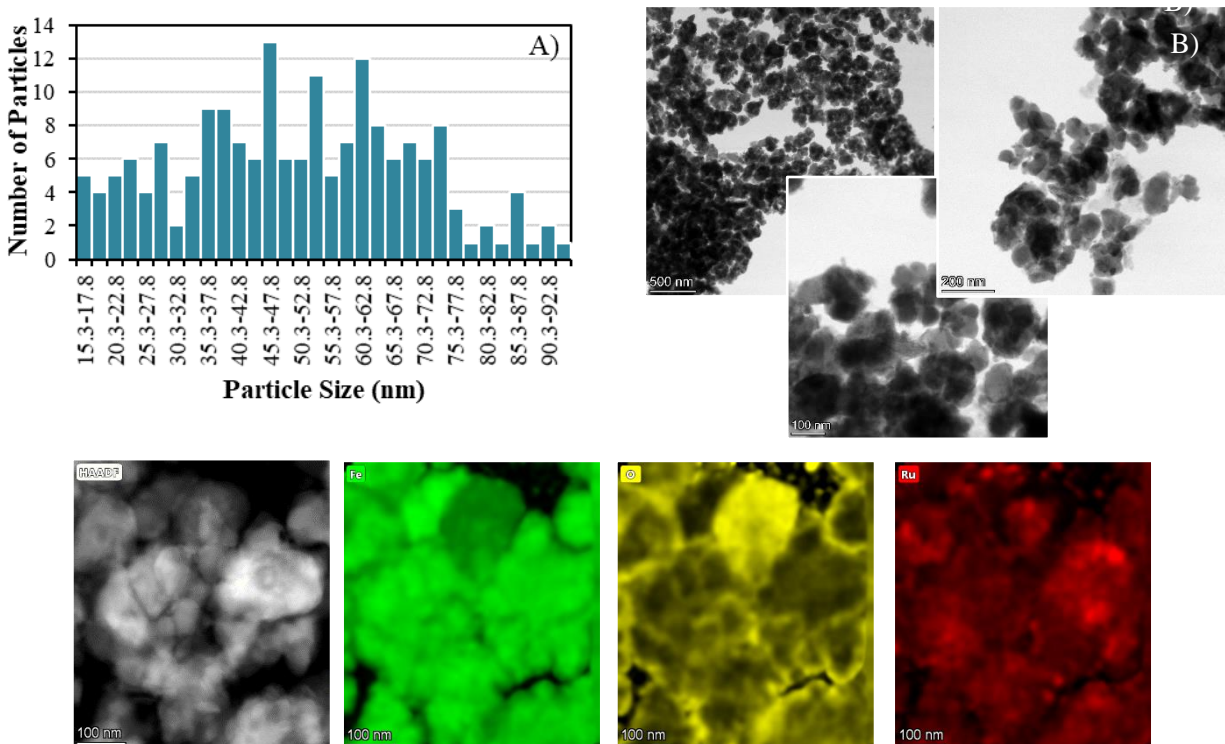 14
12
10
8
6
4
2
0
Number of Particles
A)
15.3-17.8
20.3-22.8
25.3-27.8
30.3-32.8
35.3-37.8
40.3-42.8
45.3-47.8
50.3-52.8
55.3-57.8
60.3-62.8
65.3-67.8
70.3-72.8
75.3-77.8
80.3-82.8
85.3-87.8
90.3-92.8
Particle Size (nm)
B)
500 nm
200 nm
100 nm
HAADF
100 nm
Fe
100 nm
O
100 nm
Ru
100 nm